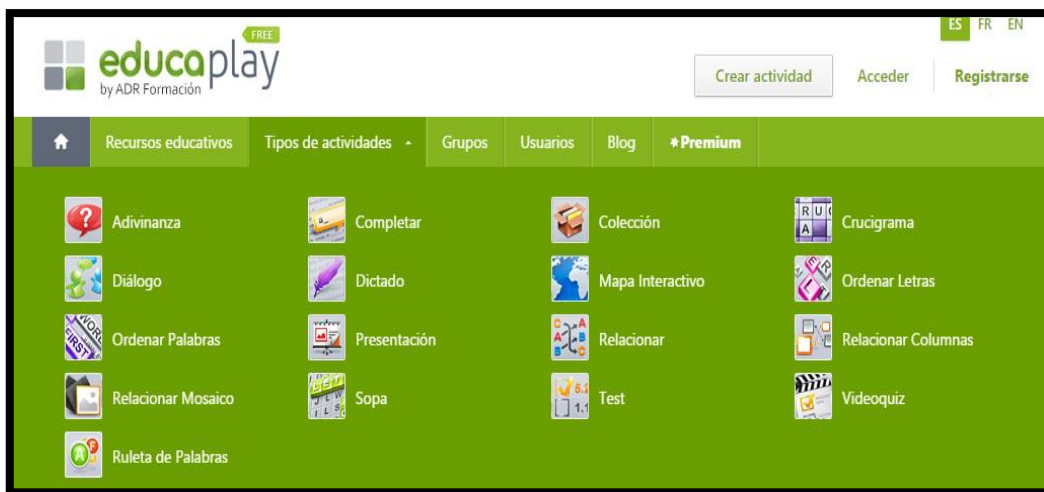 ES FR EN
FREE
educaplay
by ADR Formación
Crear actividad Acceder Registrarse
Recursos educativos Tipos de actividades Grupos Usuarios Blog Premium
Adivinanza Completar Colección Crucigrama
Diálogo Dictado Mapa Interactivo Ordenar Letras
Ordenar Palabras Presentación Relacionar Relacionar Columnas
Relacionar Mosaico Sopa Test Videoquiz
Ruleta de Palabras